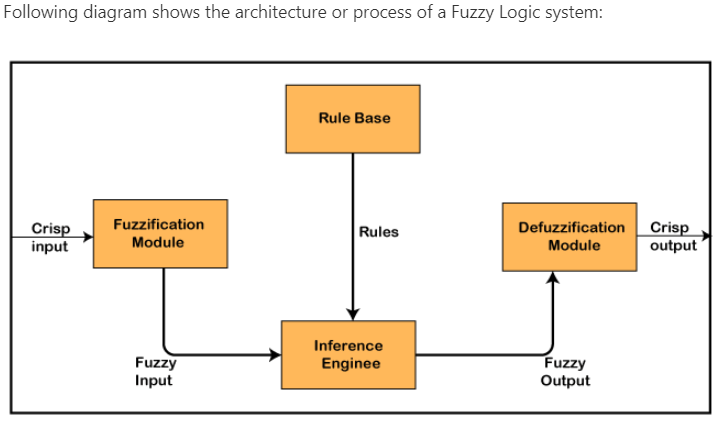 Following diagram shows the architecture or process of a Fuzzy Logic system:
Rule Base
Crisp
input
Fuzzification
Module
Rules
Defuzzification
Module
Crisp
output
Inference
Enginee
Fuzzy
Input
Fuzzy
Output